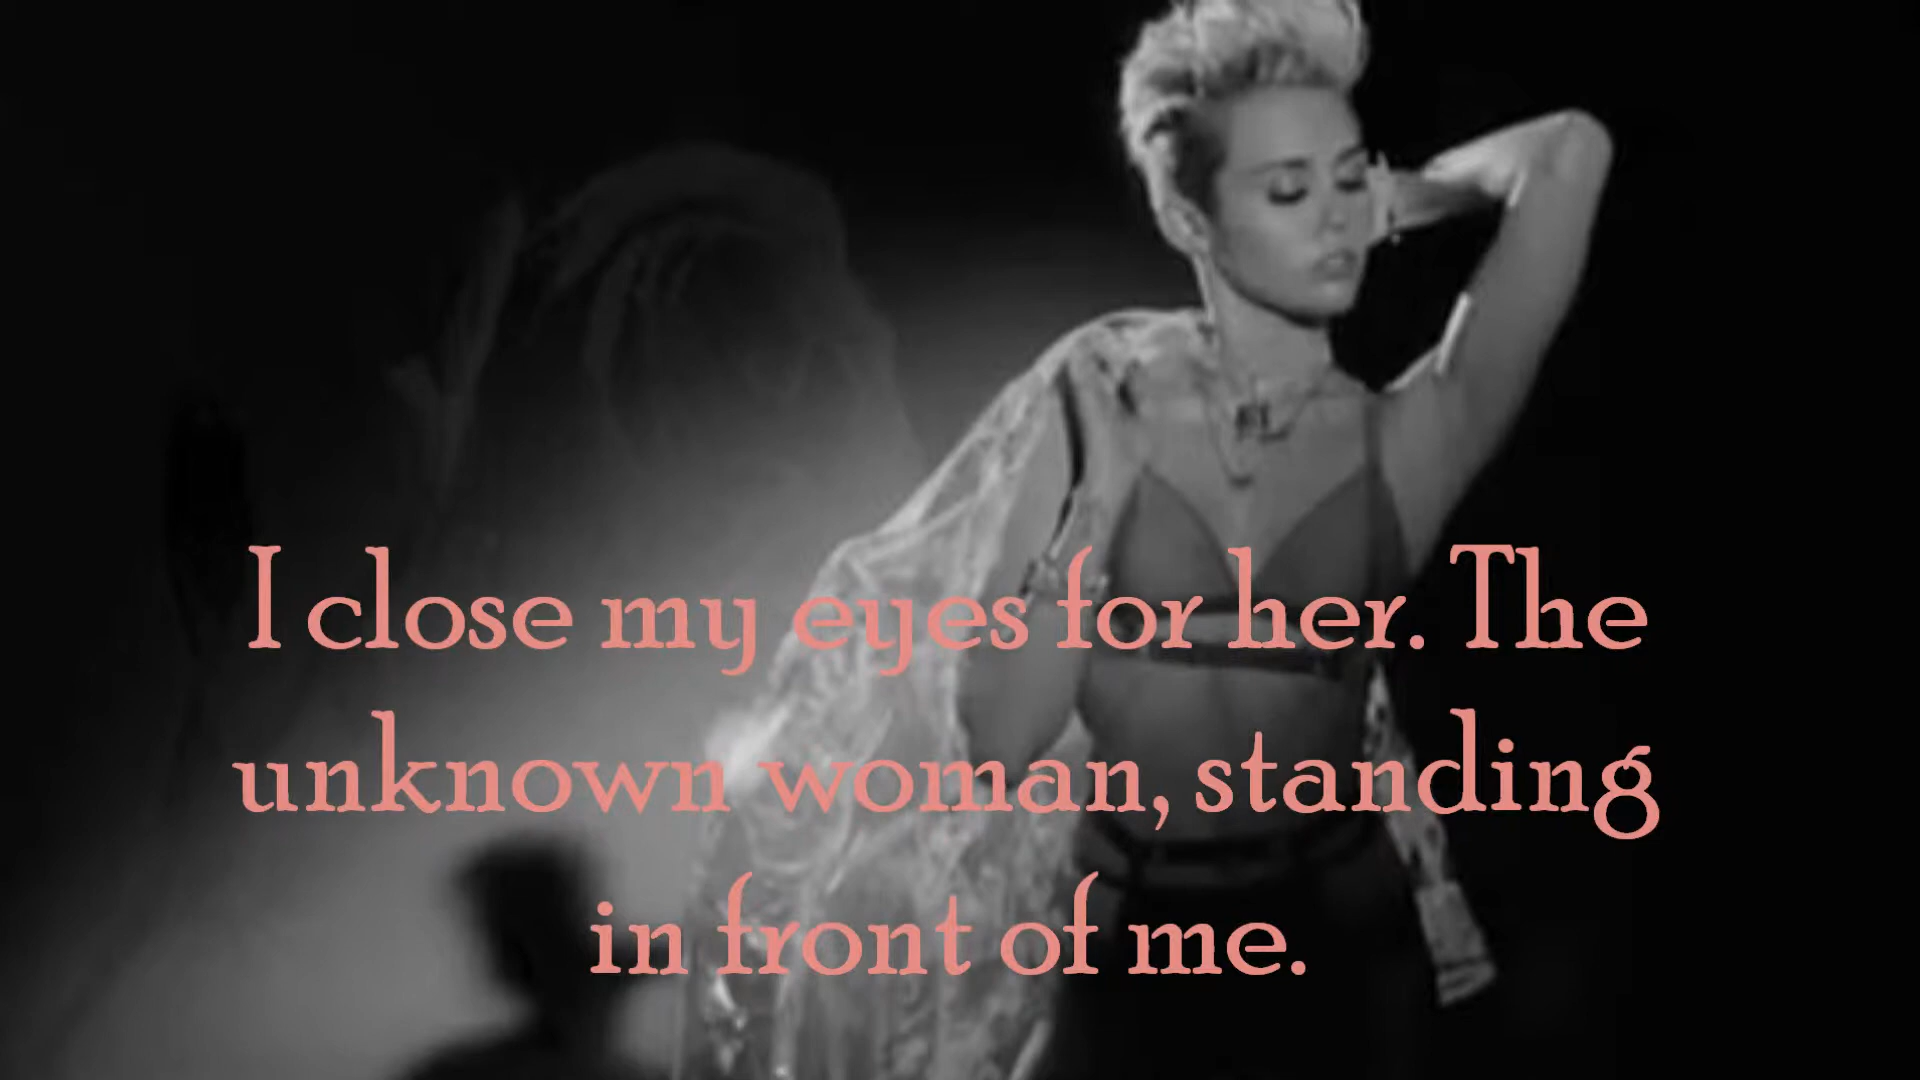 I close my eyes for her. The
unknown woman, standing
in front of me.